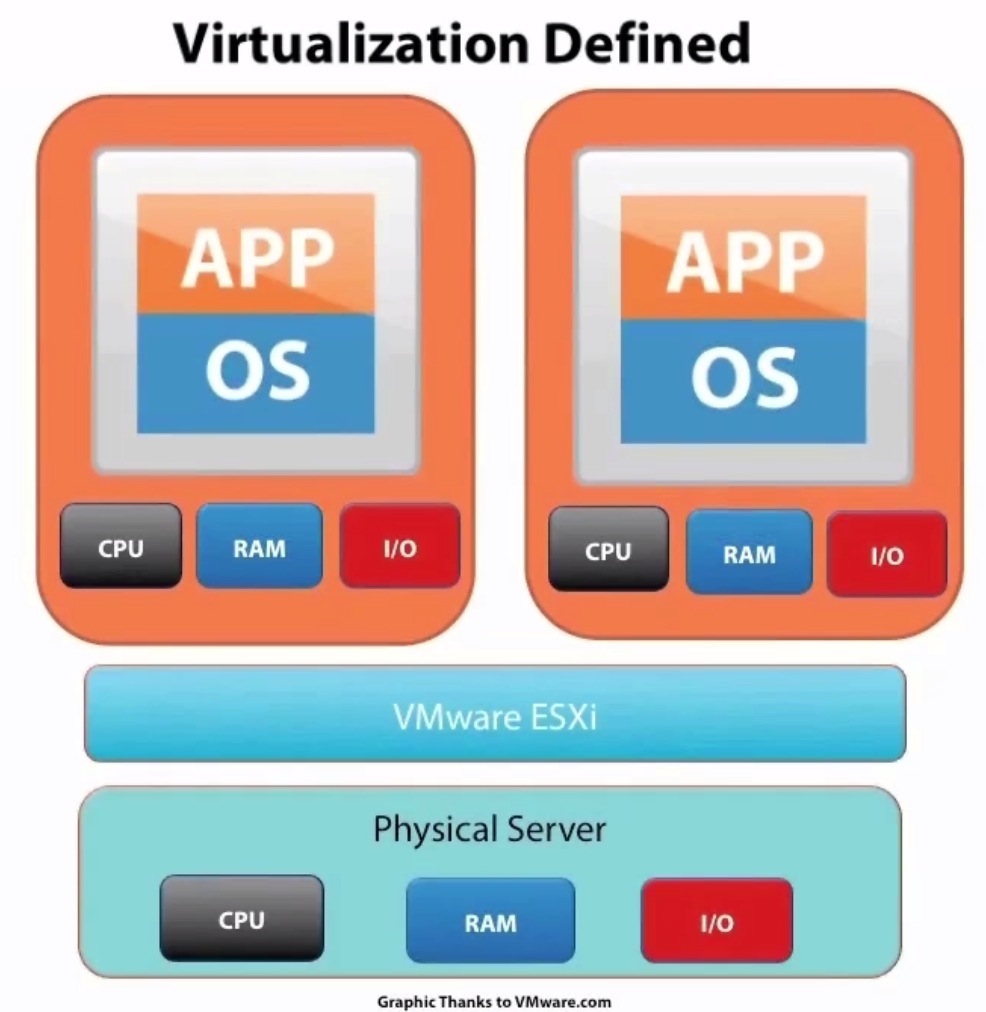 Virtualization Defined
APP
OS
CPU RAM I/O
APP
OS
CPU RAM I/O
VMware ESXi
Physical Server
CPU RAM I/O
Graphic Thanks to VMware.com